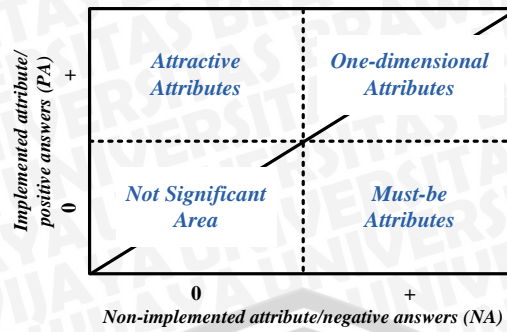 Implemented attribute/
positive answers (PA)
+
0
Attractive
Attributes
One-dimensional
Attributes
Not Significant
Area
Must-be
Attributes
0
+
Non-implemented attribute/negative answers (NA)